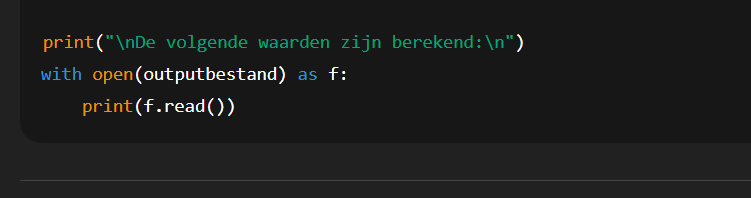 print("\nDe volgende waarden zijn berekend:\n")
with open(outputbestand) as f:
    print(f.read())